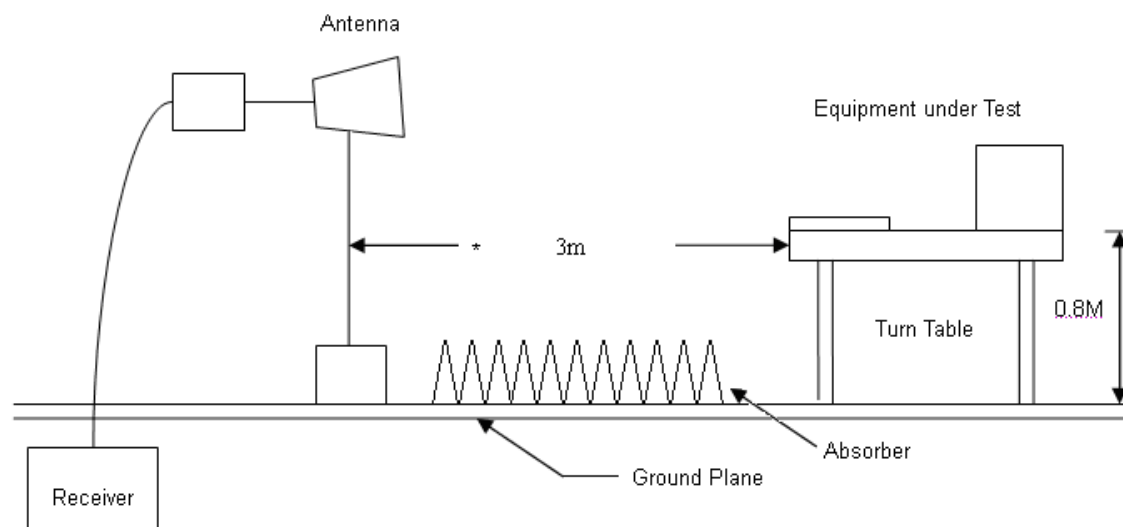 Antenna
Equipment under Test
* 3m
0.8M
Turn Table
Absorber
Ground Plane
Receiver